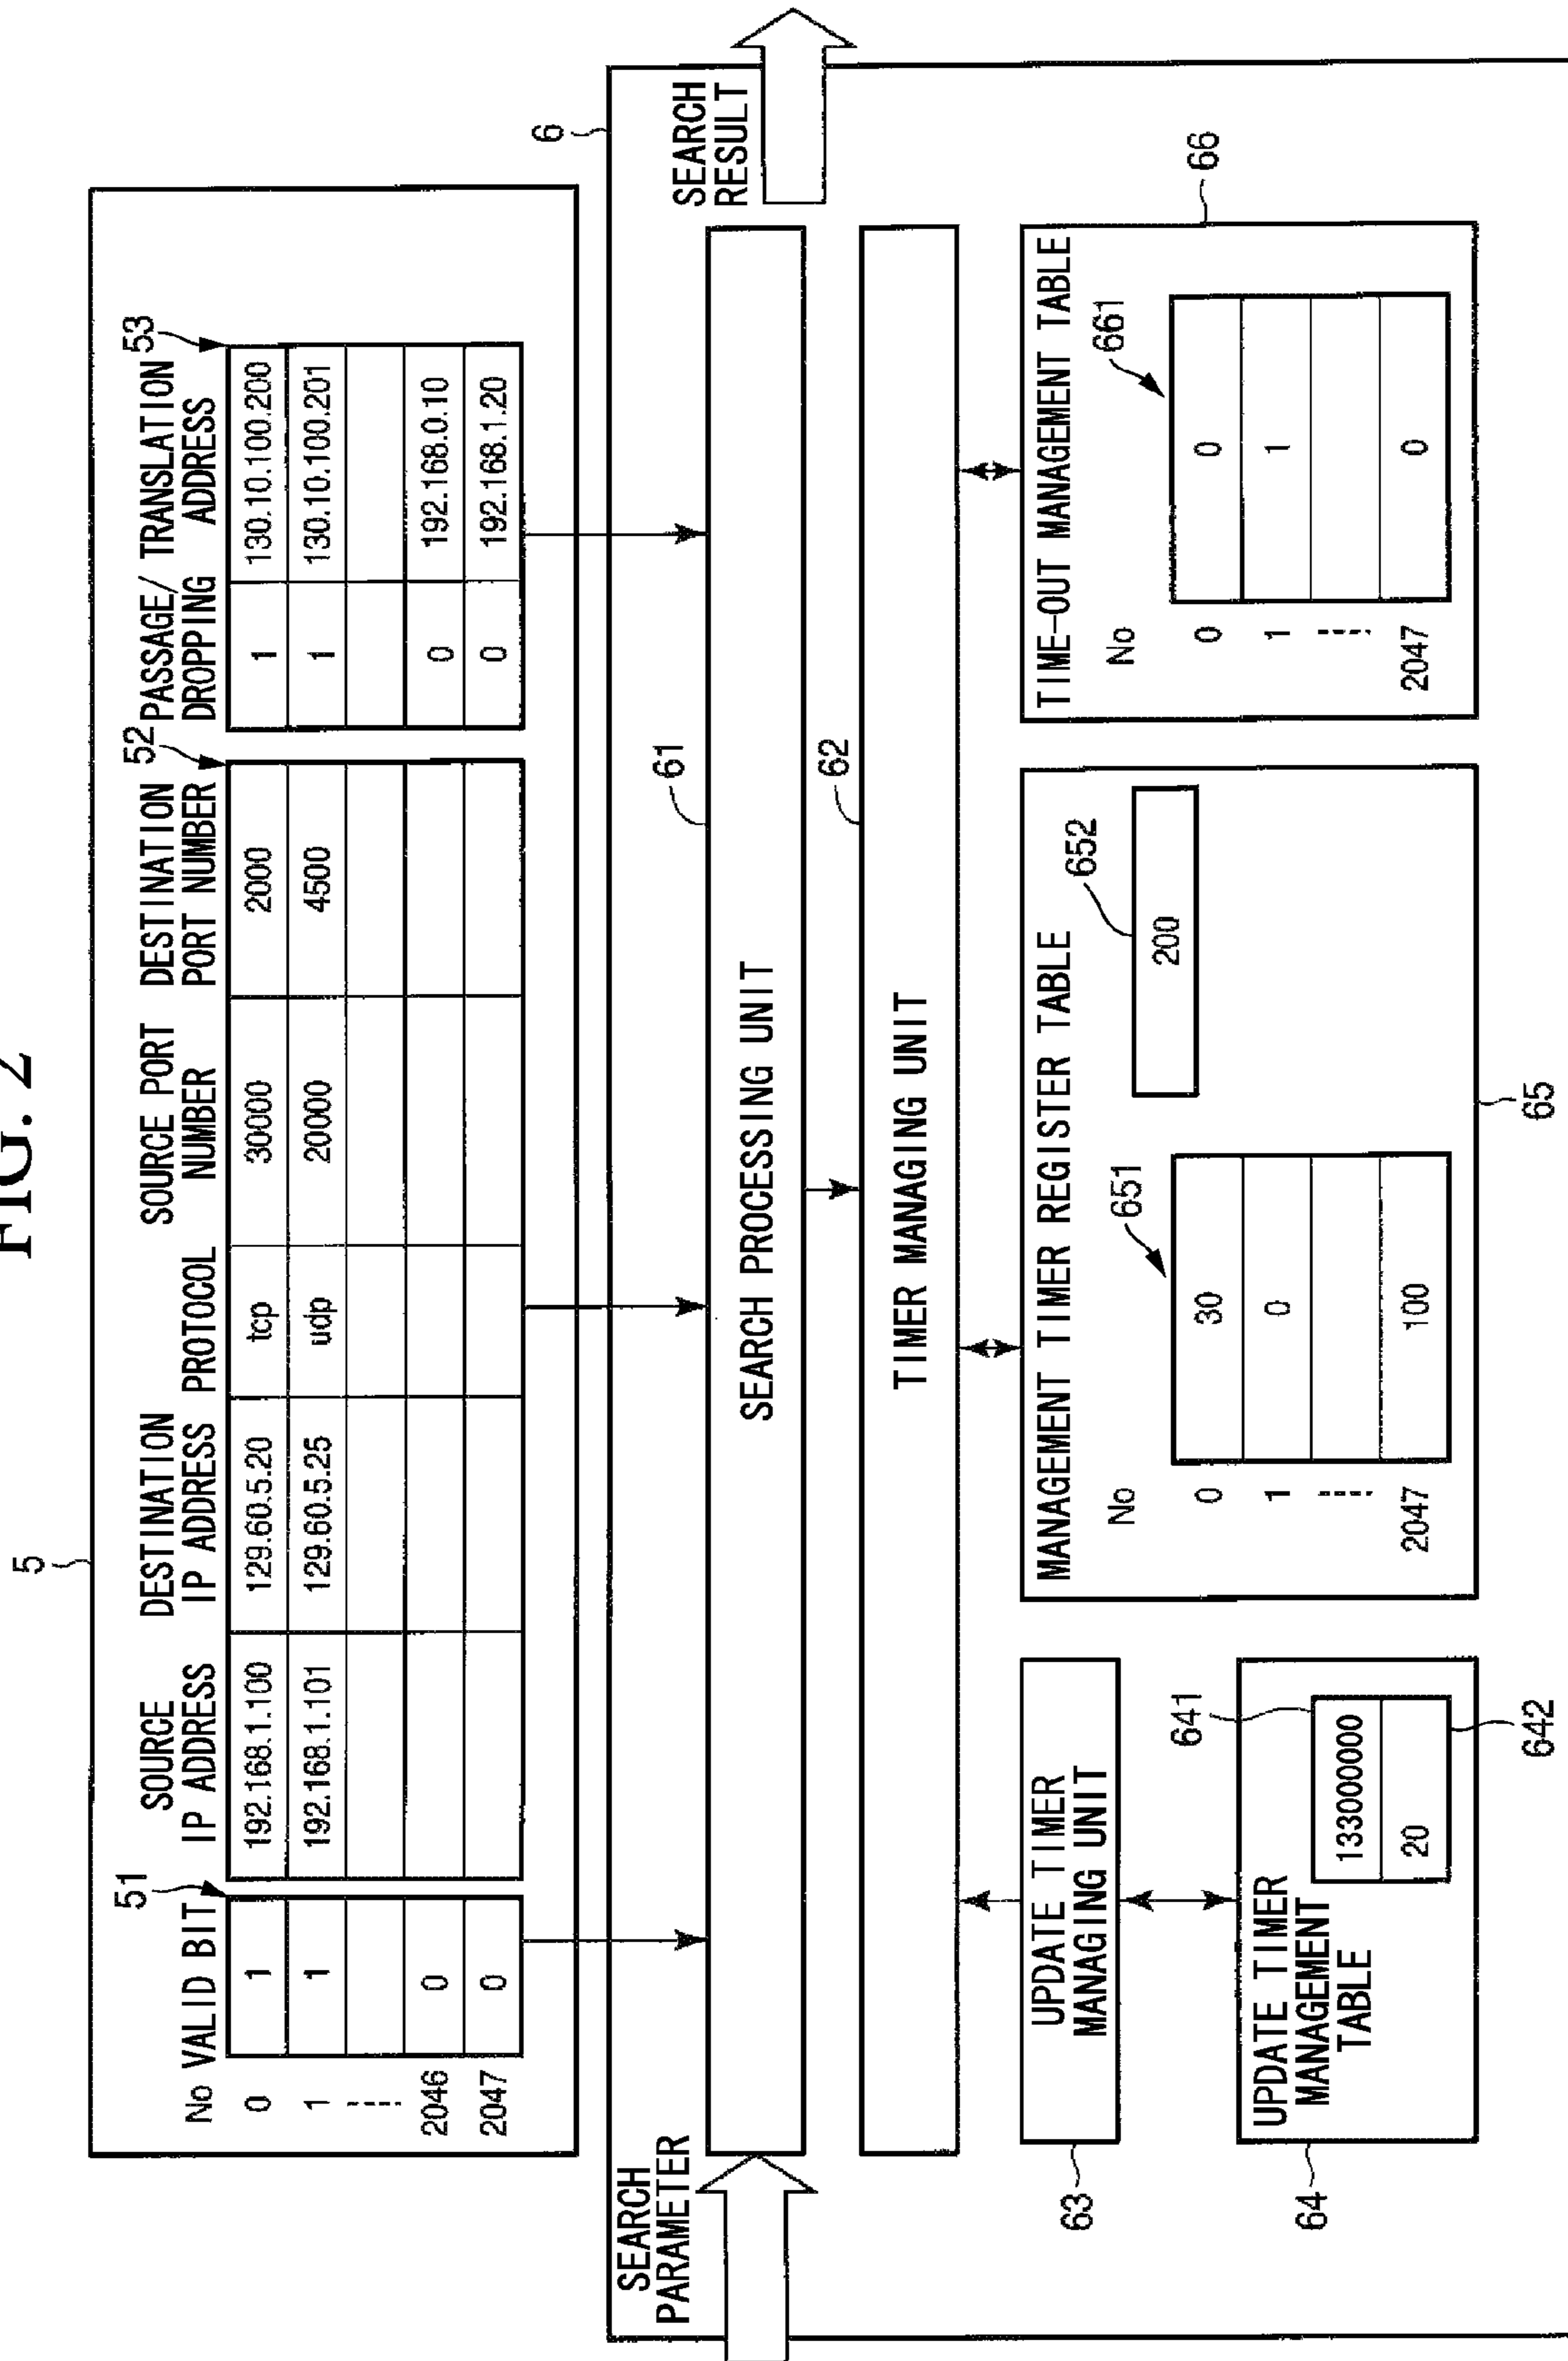 FIG. 2
5
No VALID BIT
51
SOURCE
IP ADDRESS
DESTINATION
IP ADDRESS
PROTOCOL
SOURCE PORT
NUMBER
DESTINATION
PORT NUMBER
52
PASSAGE/
DROPPING
TRANSLATION
ADDRESS
53
0 1 192.168.1.100 129.60.5.20 tcp 30000 2000 1 130.10.100.200
1 1 192.168.1.101 129.60.5.25 udp 20000 4500 1 130.10.100.201
2046 0 0 192.168.0.10
2047 0 0 192.168.1.20
6
SEARCH
PARAMETER
SEARCH
RESULT
61
SEARCH PROCESSING UNIT
62
TIMER MANAGING UNIT
63
UPDATE TIMER
MANAGING UNIT
64
UPDATE TIMER
MANAGEMENT
TABLE
641
133000000
20
642
MANAGEMENT TIMER REGISTER TABLE
No
651
0 30
1 0
2047 100
652
200
65
TIME-OUT MANAGEMENT TABLE
66
No
661
0 0
1 1
2047 0